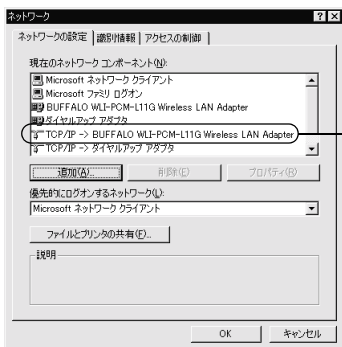 ネットワーク
ネットワークの設定 識別情報 アクセスの制御
現在のネットワーク コンポーネント(N):
Microsoft ネットワーク クライアント
Microsoft ファミリ ログオン
BUFFALO WLI-PCM-L11G Wireless LAN Adapter
ダイヤルアップ アダプタ
TCP/IP -> BUFFALO WLI-PCM-L11G Wireless LAN Adapter
TCP/IP -> ダイヤルアップ アダプタ
追加(A)... 削除(E) プロパティ(R)
優先的にログオンするネットワーク(L):
Microsoft ネットワーク クライアント
ファイルとプリンタの共有(F)...
説明
OK キャンセル